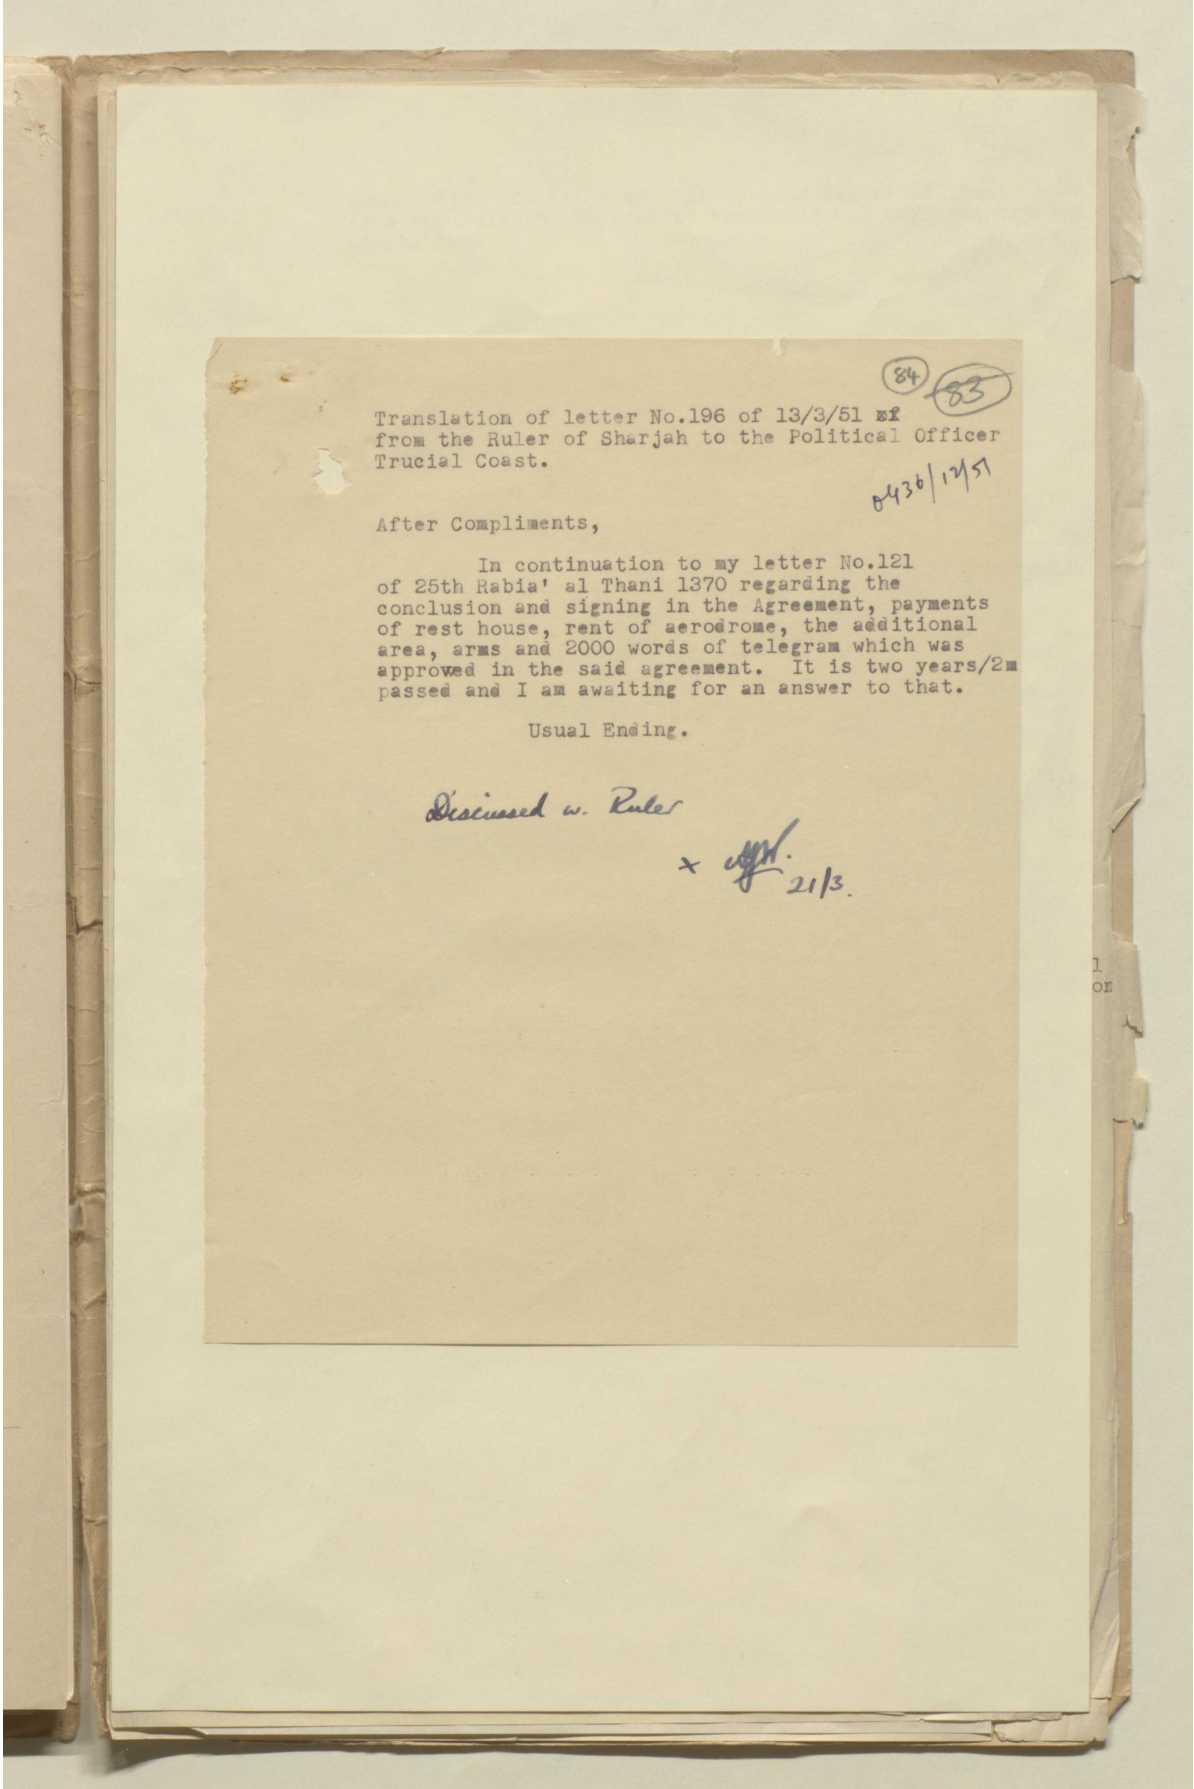 84
83
Translation of letter No.196 of 13/3/51 of
from the Ruler of Sharjah to the Political Officer
Trucial Coast.
0436/12/51
After Compliments,
In continuation to my letter No.121
of 25th Rabia' al Thani 1370 regarding the
conclusion and signing in the Agreement, payments
of rest house, rent of aerodrome, the additional
area, arms and 2000 words of telegram which was
approved in the said agreement. It is two years/2m
passed and I am awaiting for an answer to that.
Usual Ending.
Discussed w. Ruler
x
21/3.
l
on